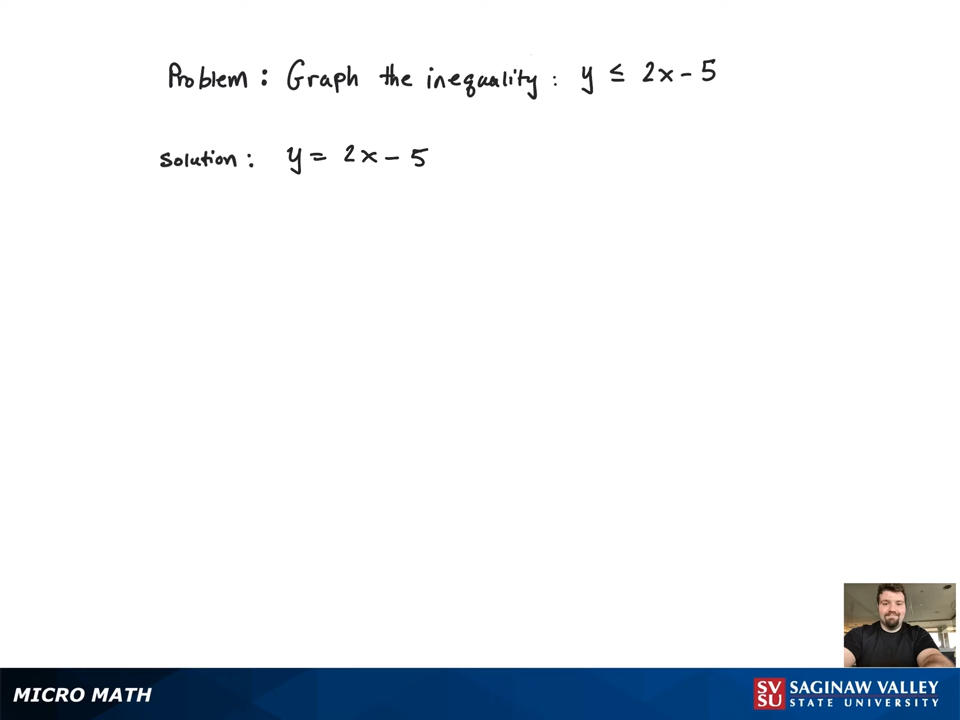 Problem: Graph the inequality: y ≤ 2x - 5
Solution: y = 2x - 5
MICRO MATH
SV
SU
SAGINAW VALLEY
STATE UNIVERSITY